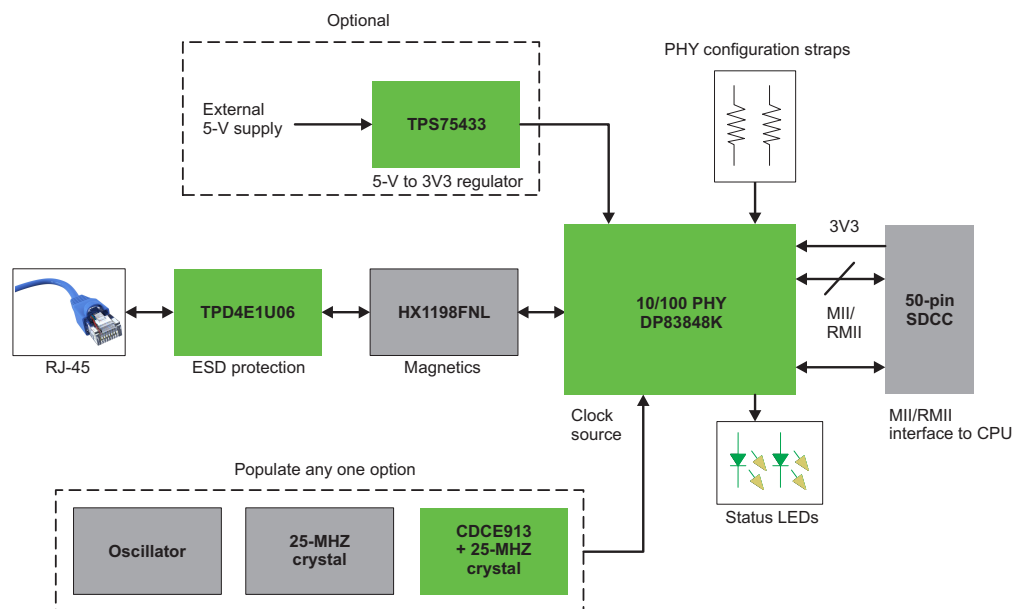 Optional
PHY configuration straps
External
5-V supply
TPS75433
5-V to 3V3 regulator
3V3
10/100 PHY
DP83848K
50-pin
SDCC
TPD4E1U06
HX1198FNL
MII/
RMII
RJ-45
ESD protection
Magnetics
Clock
source
MII/RMII
interface to CPU
Populate any one option
Status LEDs
Oscillator
25-MHZ
crystal
CDCE913
+ 25-MHZ
crystal